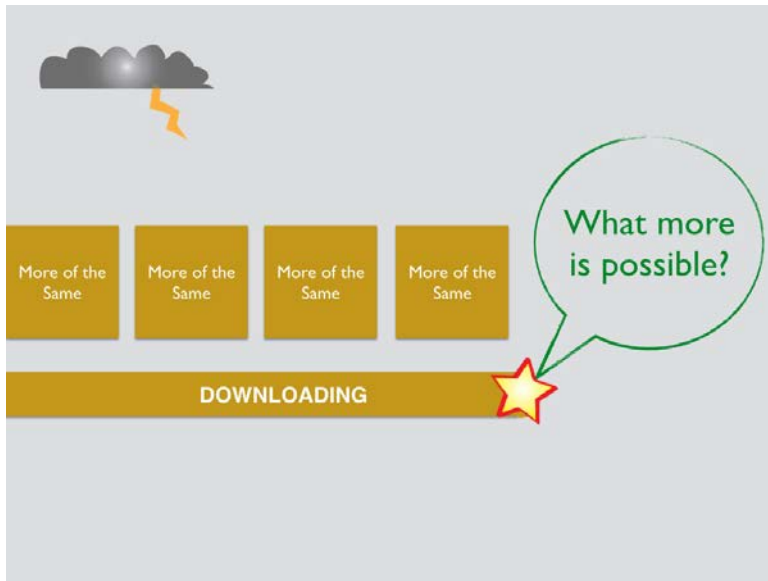 What more
is possible?
More of the
Same
More of the
Same
More of the
Same
More of the
Same
DOWNLOADING